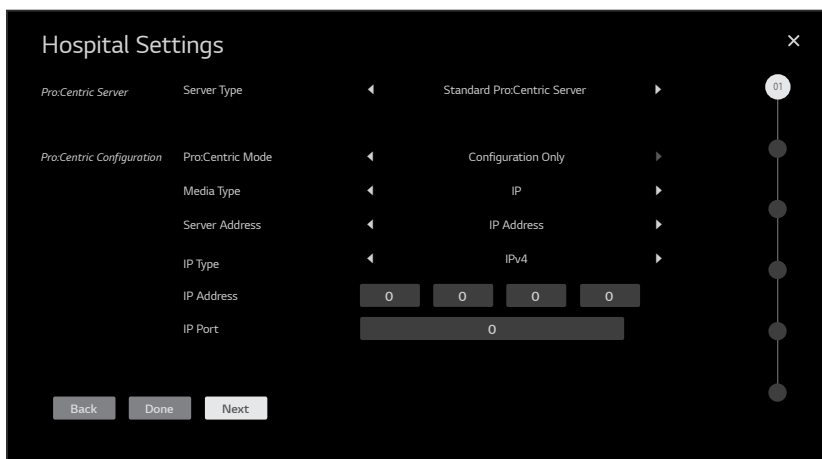 Hospital Settings
×
Pro:Centric Server Server Type Standard Pro:Centric Server
01
Pro:Centric Configuration Pro:Centric Mode Configuration Only
Media Type IP
Server Address IP Address
IP Type IPv4
IP Address 0 0 0 0
IP Port 0
Back Done Next